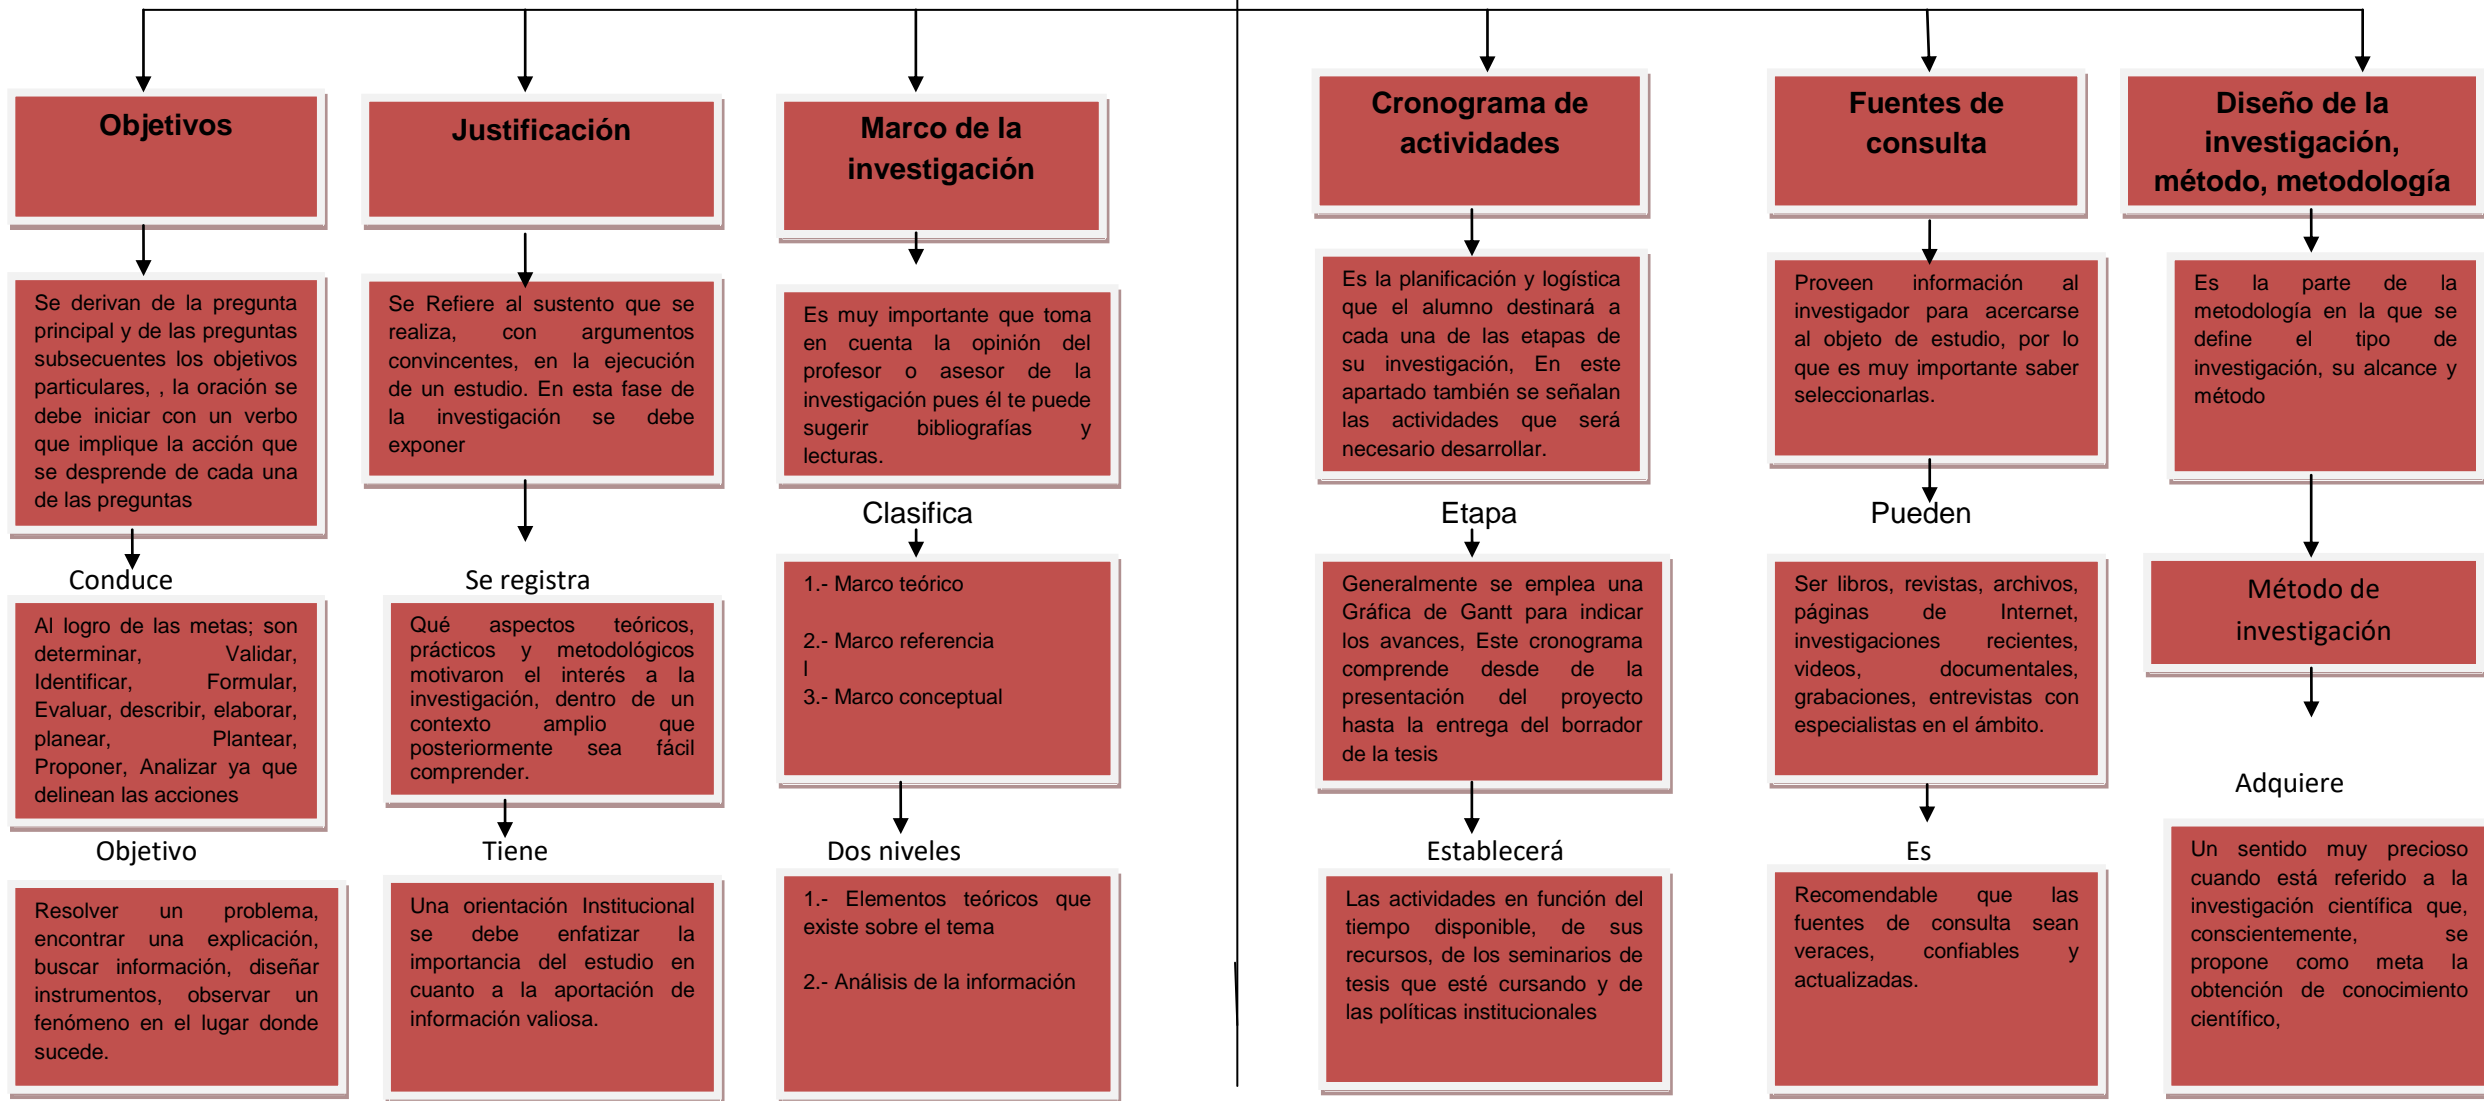 Objetivos
Se derivan de la pregunta
principal y de las preguntas
subsecuentes los objetivos
particulares, , la oración se
debe iniciar con un verbo
que implique la acción que
se desprende de cada una
de las preguntas
Conduce
Al logro de las metas; son
determinar, Validar,
Identificar, Formular,
Evaluar, describir, elaborar,
planear, Plantear,
Proponer, Analizar ya que
delinean las acciones
Objetivo
Resolver un problema,
encontrar una explicación,
buscar información, diseñar
instrumentos, observar un
fenómeno en el lugar donde
sucede.
Justificación
Se Refiere al sustento que se
realiza, con argumentos
convincentes, en la ejecución
de un estudio. En esta fase de
la investigación se debe
exponer
Se registra
Qué aspectos teóricos,
prácticos y metodológicos
motivaron el interés a la
investigación, dentro de un
contexto amplio que
posteriormente sea fácil
comprender.
Tiene
Una orientación Institucional
se debe enfatizar la
importancia del estudio en
cuanto a la aportación de
información valiosa.
Marco de la
investigación
Es muy importante que toma
en cuenta la opinión del
profesor o asesor de la
investigación pues él te puede
sugerir bibliografías y
lecturas.
Clasifica
1.- Marco teórico
2.- Marco referencia
l
3.- Marco conceptual
Dos niveles
1.- Elementos teóricos que
existe sobre el tema
2.- Análisis de la información
Cronograma de
actividades
Es la planificación y logística
que el alumno destinará a
cada una de las etapas de
su investigación, En este
apartado también se señalan
las actividades que será
necesario desarrollar.
Etapa
Generalmente se emplea una
Gráfica de Gantt para indicar
los avances, Este cronograma
comprende desde de la
presentación del proyecto
hasta la entrega del borrador
de la tesis
Establecerá
Las actividades en función del
tiempo disponible, de sus
recursos, de los seminarios de
tesis que esté cursando y de
las políticas institucionales
Fuentes de
consulta
Proveen información al
investigador para acercarse
al objeto de estudio, por lo
que es muy importante saber
seleccionarlas.
Pueden
Ser libros, revistas, archivos,
páginas de Internet,
investigaciones recientes,
videos, documentales,
grabaciones, entrevistas con
especialistas en el ámbito.
Es
Recomendable que las
fuentes de consulta sean
veraces, confiables y
actualizadas.
Diseño de la
investigación,
método, metodología
Es la parte de la
metodología en la que se
define el tipo de
investigación, su alcance y
método
Método de
investigación
Adquiere
Un sentido muy precioso
cuando está referido a la
investigación científica que,
conscientemente, se
propone como meta la
obtención de conocimiento
científico,